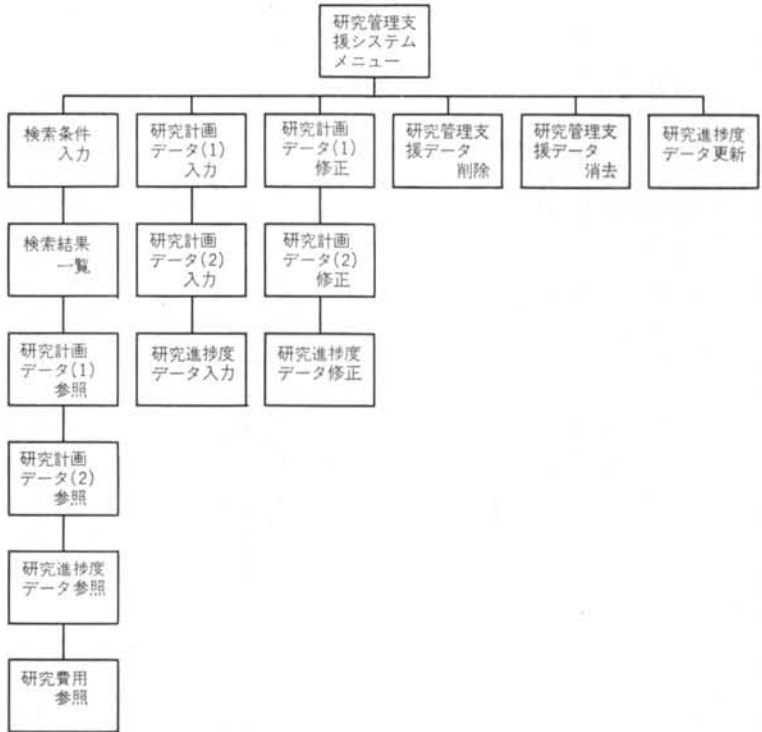 研究管理支
援システム
メニュー
検索条件
入力
研究計画
データ(1)
入力
研究計画
データ(1)
修正
研究管理支
援データ
削除
研究管理支
援データ
消去
研究進捗度
データ更新
検索結果
一覧
研究計画
データ(2)
入力
研究計画
データ(2)
修正
研究計画
データ(1)
参照
研究進捗度
データ入力
研究進捗度
データ修正
研究計画
データ(2)
参照
研究進捗度
データ参照
研究費用
参照